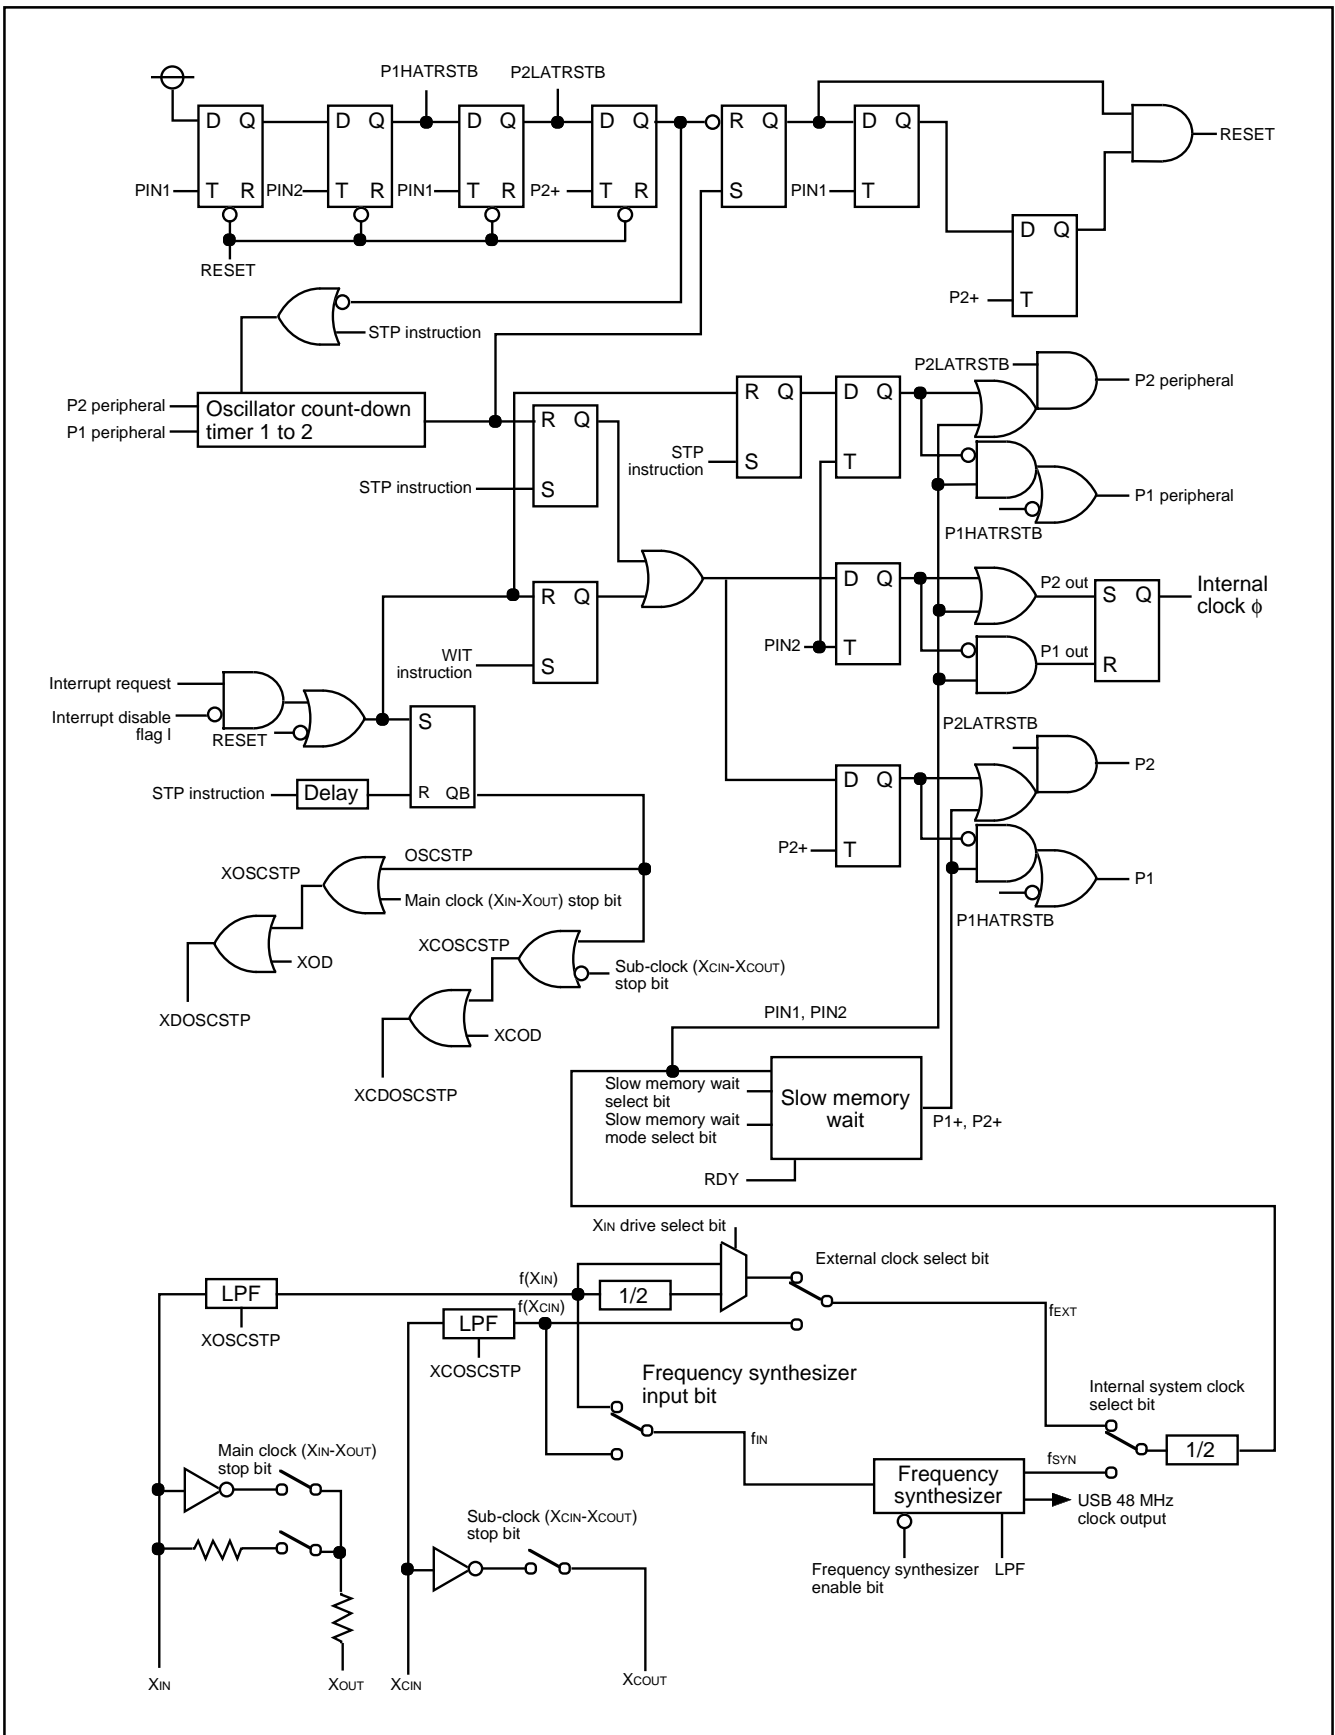 P1HATRSTB P2LATRSTB
D Q D Q D Q D Q R Q D Q
RESET
PIN1 T R PIN2 T R PIN1 T R P2+ T R S PIN1 T
D Q
RESET
P2+ T
STP instruction
P2LATRSTB
P2 peripheral
P2 peripheral
Oscillator count-down
timer 1 to 2
P1 peripheral
R Q
D Q
R Q
STP
instruction
S
T
STP instruction
S
P1 peripheral
P1HATRSTB
D Q
P2 out
S Q
Internal
clock ϕ
R Q
PIN2
T
P1 out
R
WIT
instruction
S
Interrupt request
Interrupt disable
flag I
RESET
S
P2LATRSTB
P2
D Q
STP instruction
Delay
R QB
P2+
T
OSCSTP
XOSCSTP
Main clock (XIN-XOUT) stop bit
P1
P1HATRSTB
XCOSCSTP
XOD
Sub-clock (XCIN-XCOUT)
stop bit
XDOSCSTP
PIN1, PIN2
XCOD
XCDOSCSTP
Slow memory wait
select bit
Slow memory wait
mode select bit
Slow memory
wait
P1+, P2+
RDY
XIN drive select bit
External clock select bit
f(XIN)
LPF
1/2
f(XCIN)
fEXT
LPF
XOSCSTP
XCOSCSTP
Frequency synthesizer
input bit
Internal system clock
select bit
fIN
Main clock (XIN-XOUT)
stop bit
1/2
fSYN
Frequency
synthesizer
USB 48 MHz
clock output
Sub-clock (XCIN-XCOUT)
stop bit
Frequency synthesizer
enable bit
LPF
XIN
XOUT
XCIN
XCOUT